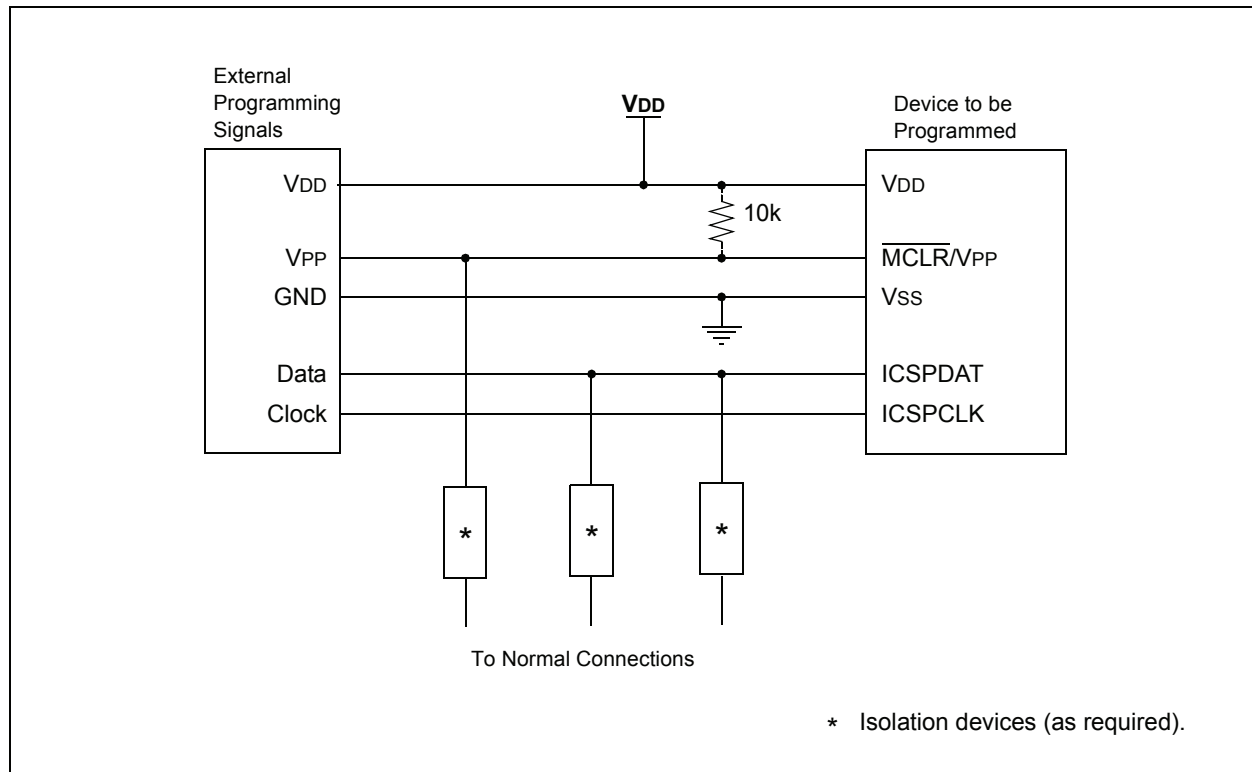 External
Programming
Signals
VDD
Device to be
Programmed
VDD
VDD
10k
VPP
MCLR/VPP
GND
VSS
Data
ICSPDAT
Clock
ICSPCLK
*
*
*
To Normal Connections
* Isolation devices (as required).